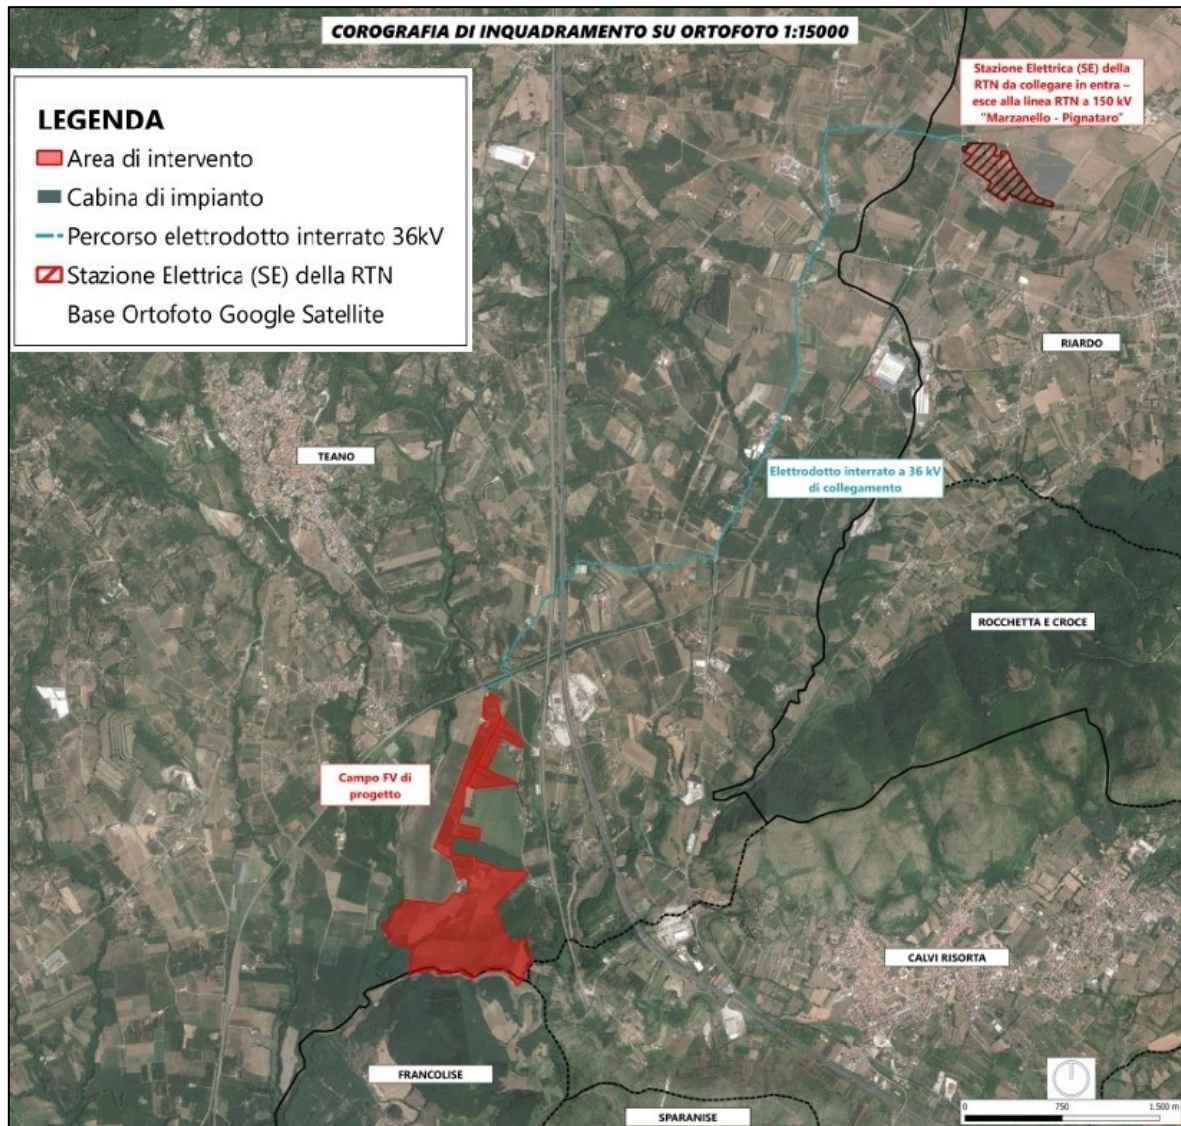 COROGRAFIA DI INQUADRAMENTO SU ORTOFOTO 1:15000
LEGENDA
Area di intervento
Cabina di impianto
Percorso elettrodotto interrato 36kV
Stazione Elettrica (SE) della RTN
Base Ortofoto Google Satellite
Stazione Elettrica (SE) della
RTN da collegare in entra –
esce alla linea RTN a 150 kV
"Marzanello - Pignataro"
RIARDO
TEANO
Elettrodotto interrato a 36 kV
di collegamento
ROCCHETTA E CROCE
Campo FV di
progetto
CALVI RISORTA
FRANCOLISE
SPARANISE
0 750 1.500 m